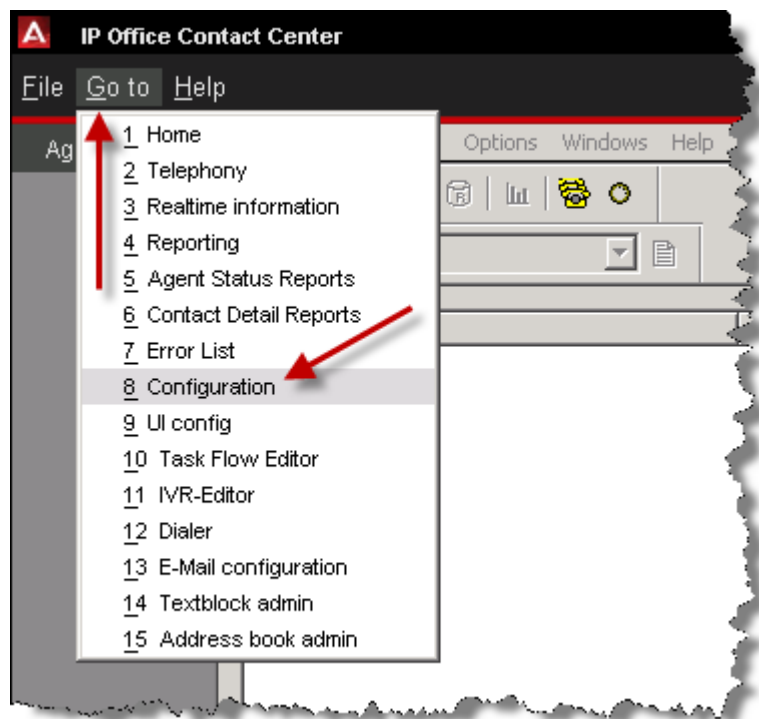 IP Office Contact Center
File Go to Help
Ag
Options Windows Help
1 Home
2 Telephony
3 Realtime information
4 Reporting
5 Agent Status Reports
6 Contact Detail Reports
7 Error List
8 Configuration
9 UI config
10 Task Flow Editor
11 IVR-Editor
12 Dialer
13 E-Mail configuration
14 Textblock admin
15 Address book admin